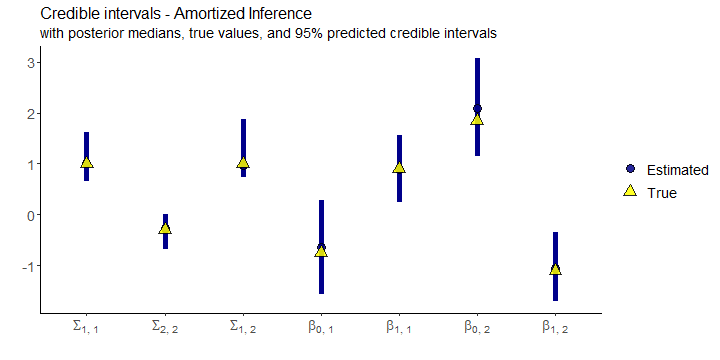 Credible intervals - Amortized Inference
with posterior medians, true values, and 95% predicted credible intervals
3
2
1
0
-1
Σ1, 1 Σ2, 2 Σ1, 2 β0, 1 β1, 1 β0, 2 β1, 2
Estimated
True